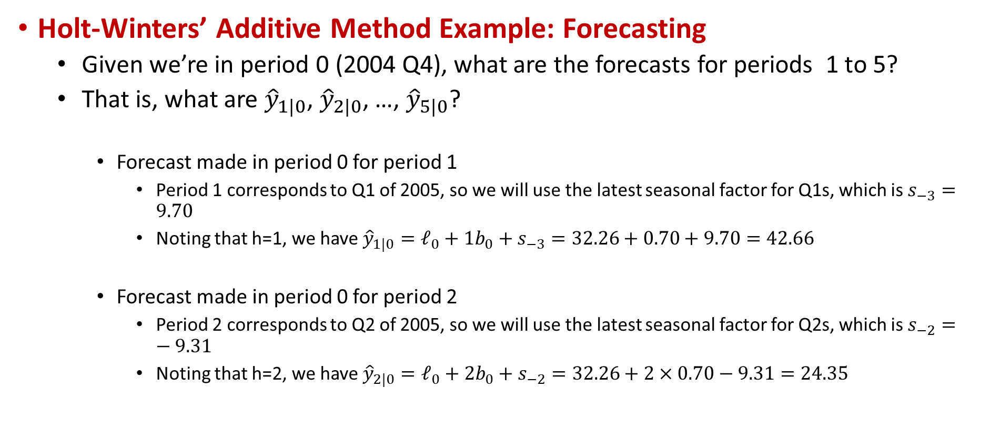 • Holt-Winters’ Additive Method Example: Forecasting
• Given we’re in period 0 (2004 Q4), what are the forecasts for periods  1 to 5?
• That is, what are ŷ₁|₀, ŷ₂|₀, …, ŷ₅|₀?
• Forecast made in period 0 for period 1
• Period 1 corresponds to Q1 of 2005, so we will use the latest seasonal factor for Q1s, which is s₋₃ =
9.70
• Noting that h=1, we have ŷ₁|₀ = ℓ₀ + 1b₀ + s₋₃ = 32.26 + 0.70 + 9.70 = 42.66
• Forecast made in period 0 for period 2
• Period 2 corresponds to Q2 of 2005, so we will use the latest seasonal factor for Q2s, which is s₋₂ =
− 9.31
• Noting that h=2, we have ŷ₂|₀ = ℓ₀ + 2b₀ + s₋₂ = 32.26 + 2 × 0.70 − 9.31 = 24.35